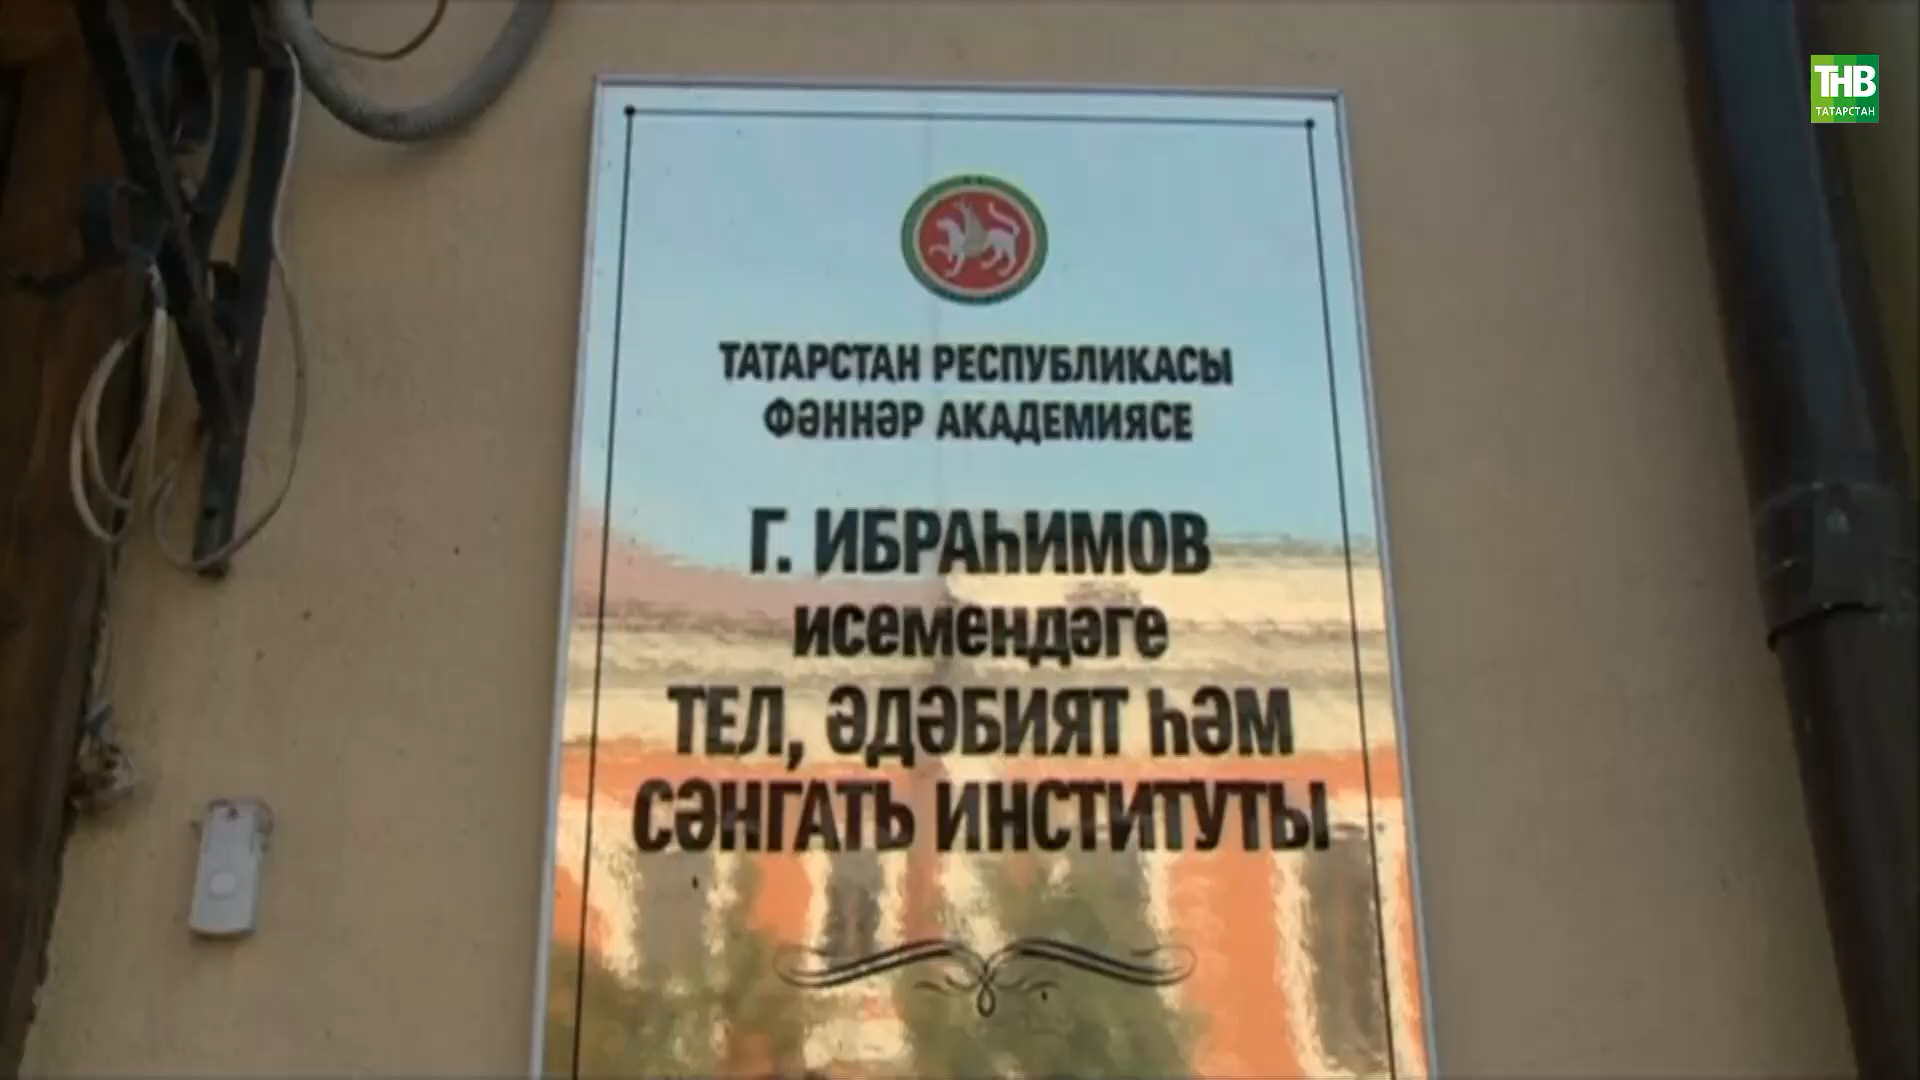 ТНВ
ТАТАРСТАН
ТАТАРСТАН РЕСПУБЛИКАСЫ
ФӘННӘР АКАДЕМИЯСЕ
Г. ИБРАҺИМОВ
исемендәге
ТЕЛ, ӘДӘБИЯТ ҺӘМ
СӘНГАТЬ ИНСТИТУТЫ